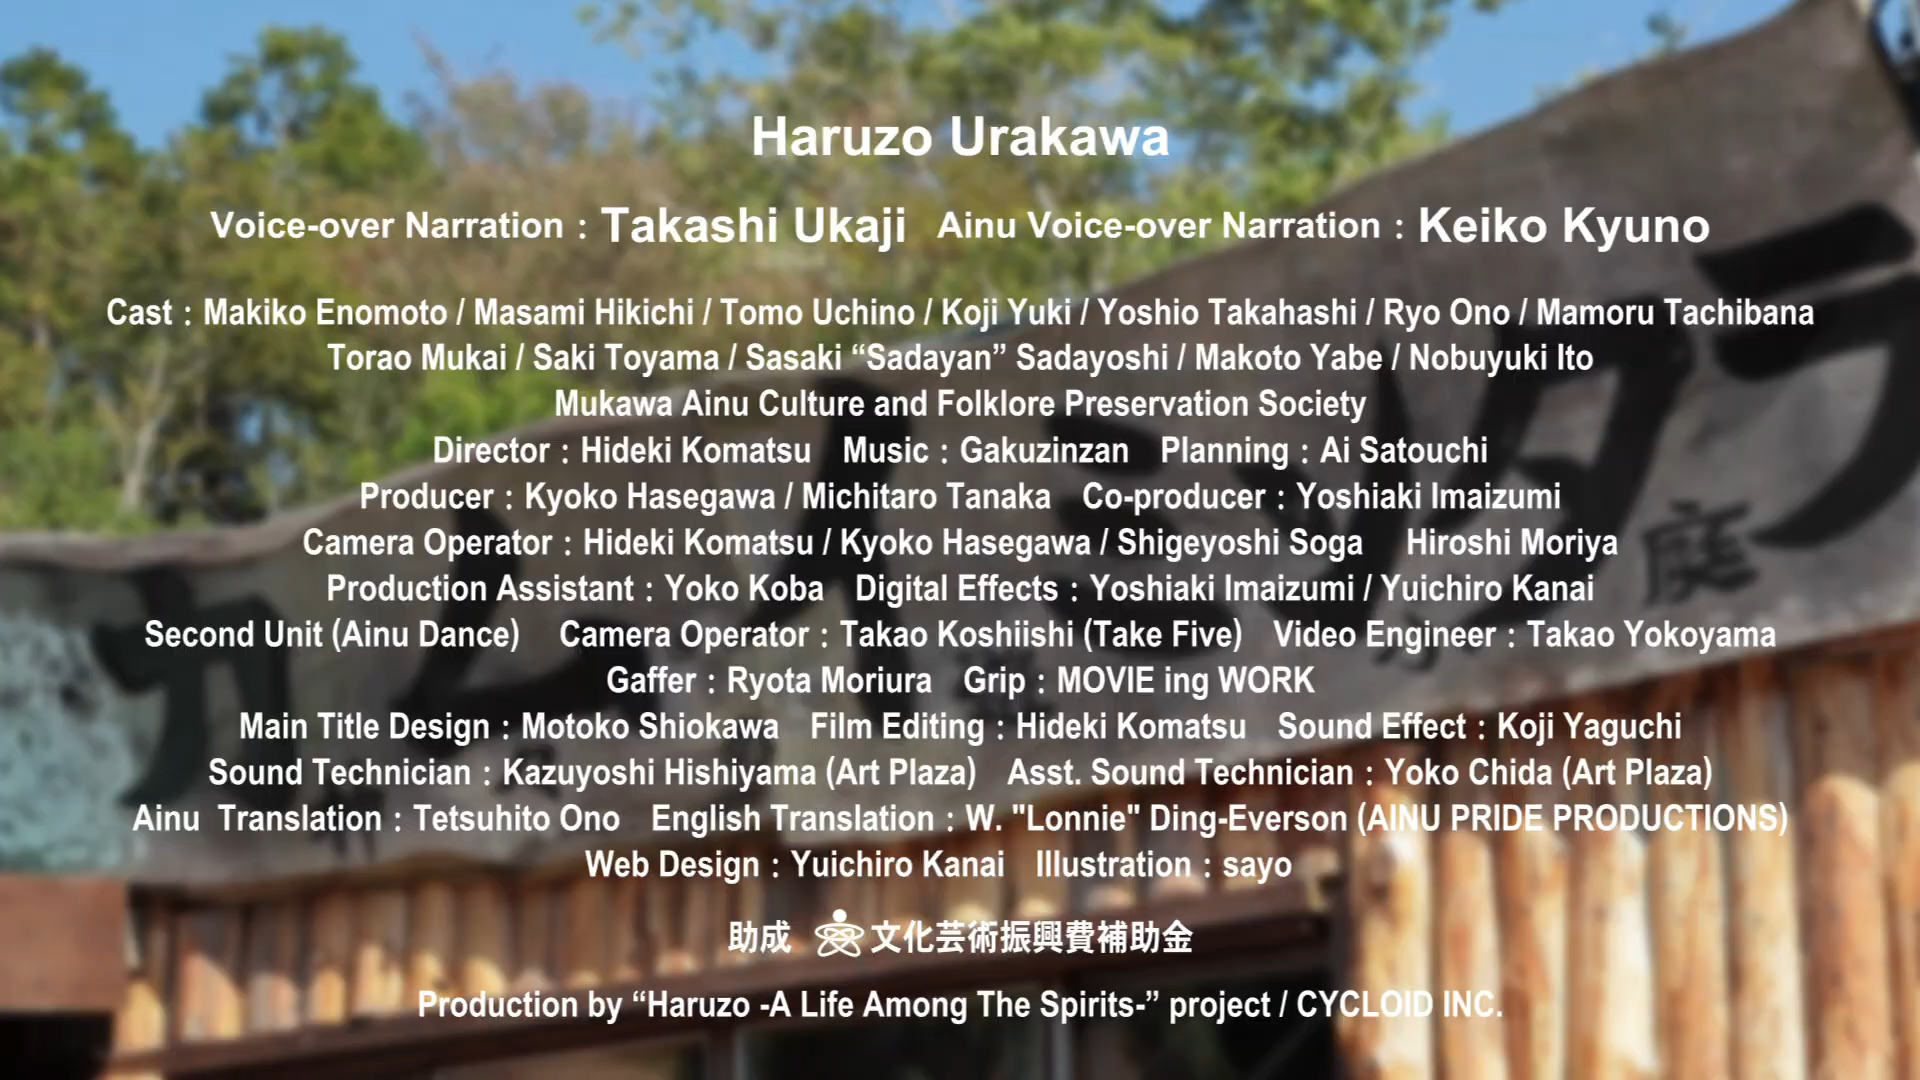 Haruzo Urakawa
Voice-over Narration : Takashi Ukaji Ainu Voice-over Narration : Keiko Kyuno
Cast : Makiko Enomoto / Masami Hikichi / Tomo Uchino / Koji Yuki / Yoshio Takahashi / Ryo Ono / Mamoru Tachibana
Torao Mukai / Saki Toyama / Sasaki “Sadayan” Sadayoshi / Makoto Yabe / Nobuyuki Ito
Mukawa Ainu Culture and Folklore Preservation Society
Director : Hideki Komatsu Music : Gakuzinzan Planning : Ai Satouchi
Producer : Kyoko Hasegawa / Michitaro Tanaka Co-producer : Yoshiaki Imaizumi
Camera Operator : Hideki Komatsu / Kyoko Hasegawa / Shigeyoshi Soga Hiroshi Moriya
Production Assistant : Yoko Koba Digital Effects : Yoshiaki Imaizumi / Yuichiro Kanai
Second Unit (Ainu Dance) Camera Operator : Takao Koshiishi (Take Five) Video Engineer : Takao Yokoyama
Gaffer : Ryota Moriura Grip : MOVIE ing WORK
Main Title Design : Motoko Shiokawa Film Editing : Hideki Komatsu Sound Effect : Koji Yaguchi
Sound Technician : Kazuyoshi Hishiyama (Art Plaza) Asst. Sound Technician : Yoko Chida (Art Plaza)
Ainu Translation : Tetsuhito Ono English Translation : W. "Lonnie" Ding-Everson (AINU PRIDE PRODUCTIONS)
Web Design : Yuichiro Kanai Illustration : sayo
助成 文化芸術振興費補助金
Production by “Haruzo -A Life Among The Spirits-” project / CYCLOID INC.
カムイミンタラ
庭